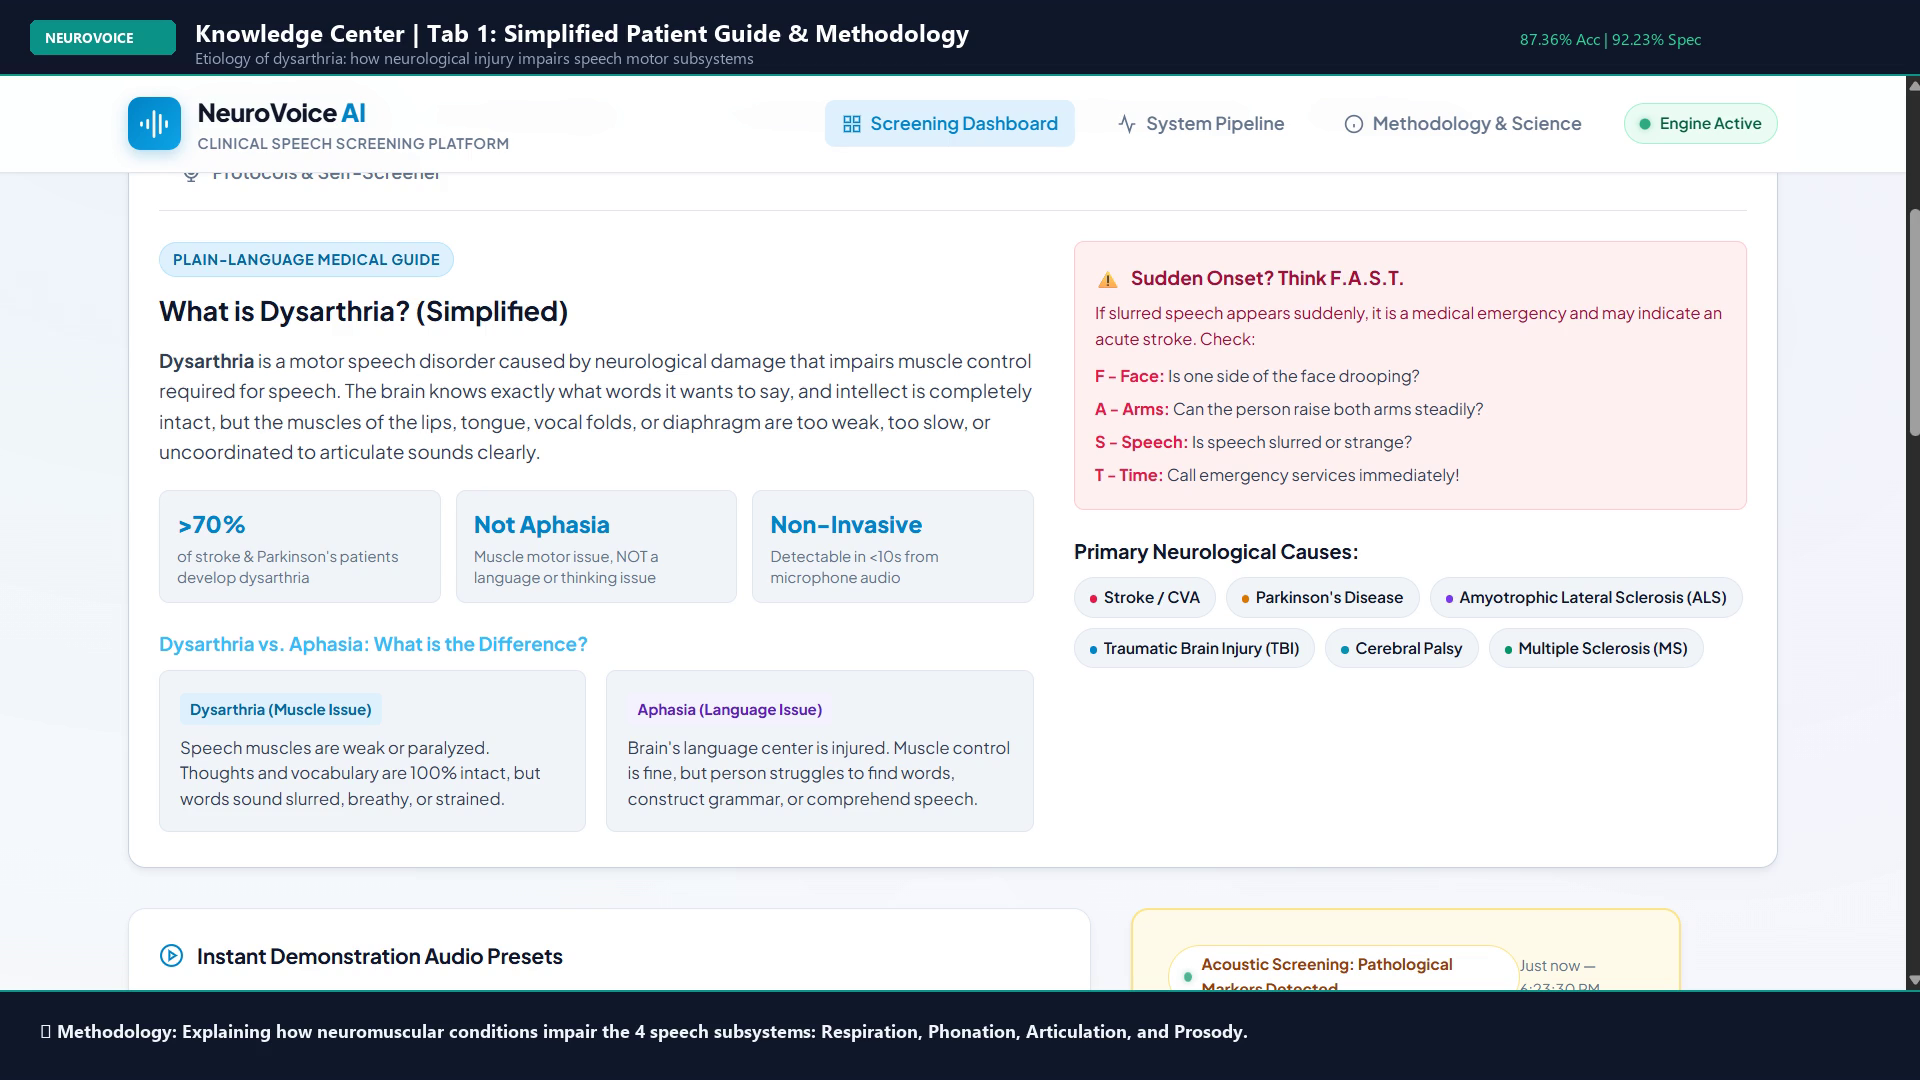 NEUROVOICE
Knowledge Center | Tab 1: Simplified Patient Guide & Methodology
Etiology of dysarthria: how neurological injury impairs speech motor subsystems
87.36% Acc | 92.23% Spec
NeuroVoice AI
CLINICAL SPEECH SCREENING PLATFORM
Screening Dashboard
System Pipeline
Methodology & Science
Engine Active
Protocols & Self-Screener
PLAIN-LANGUAGE MEDICAL GUIDE
What is Dysarthria? (Simplified)
Dysarthria is a motor speech disorder caused by neurological damage that impairs muscle control
required for speech. The brain knows exactly what words it wants to say, and intellect is completely
intact, but the muscles of the lips, tongue, vocal folds, or diaphragm are too weak, too slow, or
uncoordinated to articulate sounds clearly.
>70%
of stroke & Parkinson's patients
develop dysarthria
Not Aphasia
Muscle motor issue, NOT a
language or thinking issue
Non-Invasive
Detectable in <10s from
microphone audio
Dysarthria vs. Aphasia: What is the Difference?
Dysarthria (Muscle Issue)
Speech muscles are weak or paralyzed.
Thoughts and vocabulary are 100% intact, but
words sound slurred, breathy, or strained.
Aphasia (Language Issue)
Brain's language center is injured. Muscle control
is fine, but person struggles to find words,
construct grammar, or comprehend speech.
Sudden Onset? Think F.A.S.T.
If slurred speech appears suddenly, it is a medical emergency and may indicate an
acute stroke. Check:
F - Face: Is one side of the face drooping?
A - Arms: Can the person raise both arms steadily?
S - Speech: Is speech slurred or strange?
T - Time: Call emergency services immediately!
Primary Neurological Causes:
Stroke / CVA
Parkinson's Disease
Amyotrophic Lateral Sclerosis (ALS)
Traumatic Brain Injury (TBI)
Cerebral Palsy
Multiple Sclerosis (MS)
Instant Demonstration Audio Presets
Acoustic Screening: Pathological
Markers Detected
Just now —
6:23:30 PM
Methodology: Explaining how neuromuscular conditions impair the 4 speech subsystems: Respiration, Phonation, Articulation, and Prosody.